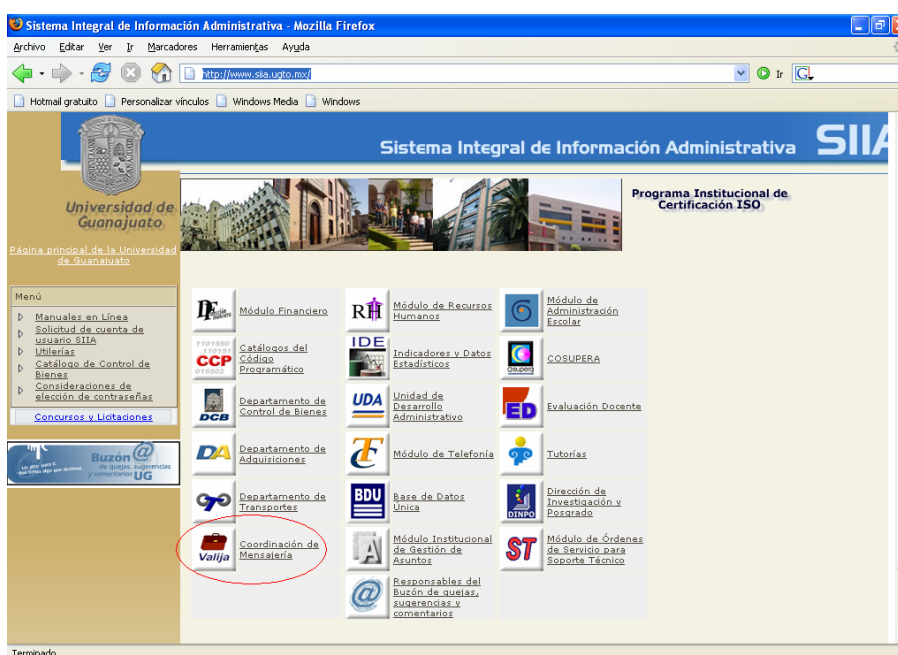 Sistema Integral de Información Administrativa - Mozilla Firefox
Archivo Editar Ver Ir Marcadores Herramientas Ayuda
http://www.siia.ugto.mx/
Ir
G
Hotmail gratuito Personalizar vínculos Windows Media Windows
Sistema Integral de Información Administrativa SIIA
Universidad de
Guanajuato
Página principal de la Universidad
de Guanajuato
Programa Institucional de
Certificación ISO
Menú
Manuales en Línea
Solicitud de cuenta de
usuario SIIA
Utilerías
Catálogo de Control de
Bienes
Consideraciones de
elección de contraseñas
Concursos y Licitaciones
Buzón@
de quejas, sugerencias
y comentarios UG
Módulo Financiero
RH
Módulo de Recursos
Humanos
Módulo de
Administración
Escolar
CCP
Catálogos del
Código
Programático
IDE
Indicadores y Datos
Estadísticos
COSUPERA
DCB
Departamento de
Control de Bienes
UDA
Unidad de
Desarrollo
Administrativo
ED
Evaluación Docente
DA
Departamento de
Adquisiciones
Módulo de Telefonía
Tutorías
Departamento de
Transportes
BDU
Base de Datos
Única
DINPO
Dirección de
Investigación y
Posgrado
Valija
Coordinación de
Mensajería
A
Módulo Institucional
de Gestión de
Asuntos
ST
Módulo de Órdenes
de Servicio para
Soporte Técnico
@
Responsables del
Buzón de quejas,
sugerencias y
comentarios
Terminado